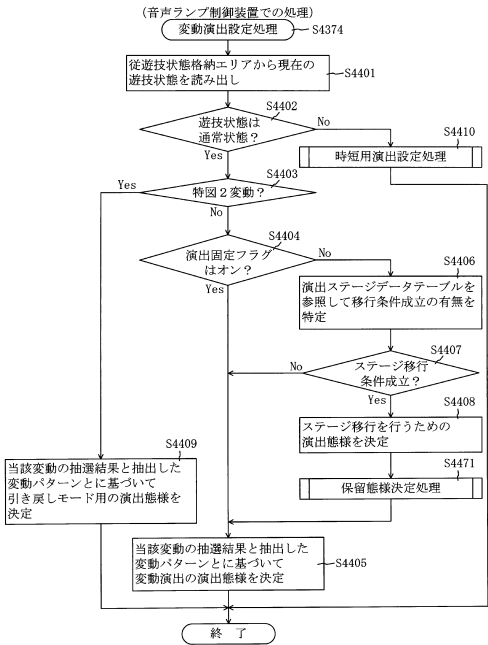 (音声ランプ制御装置での処理)
変動演出設定処理
S4374
従遊技状態格納エリアから現在の
遊技状態を読み出し
S4401
S4402
遊技状態は
通常状態？
No
Yes
S4410
時短用演出設定処理
S4403
特図２変動？
Yes
No
S4404
演出固定フラグ
はオン？
No
Yes
S4406
演出ステージデータテーブルを
参照して移行条件成立の有無を
特定
S4407
ステージ移行
条件成立？
No
Yes
S4408
ステージ移行を行うための
演出態様を決定
S4471
保留態様決定処理
S4409
当該変動の抽選結果と抽出した
変動パターンとに基づいて
引き戻しモード用の演出態様を
決定
当該変動の抽選結果と抽出した
変動パターンとに基づいて
変動演出の演出態様を決定
S4405
終 了